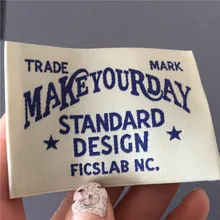 TRADE MARK
MAKEYOURDAY
STANDARD
DESIGN
FICSLAB NC.